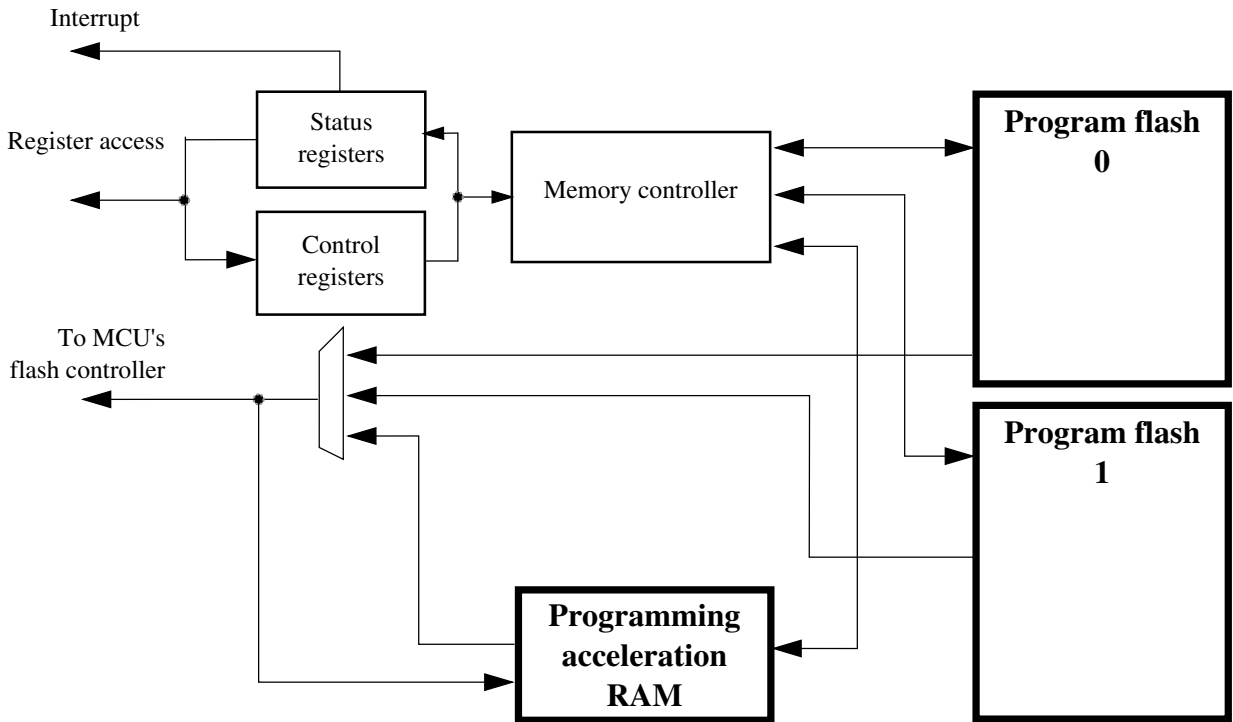 Interrupt
Register access
Status
registers
Control
registers
Memory controller
Program flash
0
To MCU's
flash controller
Program flash
1
Programming
acceleration
RAM